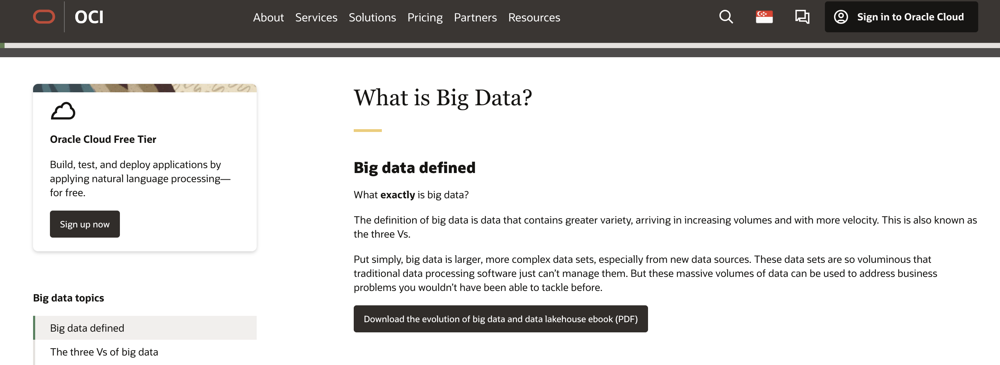 OCI
About Services Solutions Pricing Partners Resources
Sign in to Oracle Cloud
Oracle Cloud Free Tier
Build, test, and deploy applications by
applying natural language processing—
for free.
Sign up now
Big data topics
Big data defined
The three Vs of big data
What is Big Data?
Big data defined
What exactly is big data?
The definition of big data is data that contains greater variety, arriving in increasing volumes and with more velocity. This is also known as
the three Vs.
Put simply, big data is larger, more complex data sets, especially from new data sources. These data sets are so voluminous that
traditional data processing software just can’t manage them. But these massive volumes of data can be used to address business
problems you wouldn’t have been able to tackle before.
Download the evolution of big data and data lakehouse ebook (PDF)